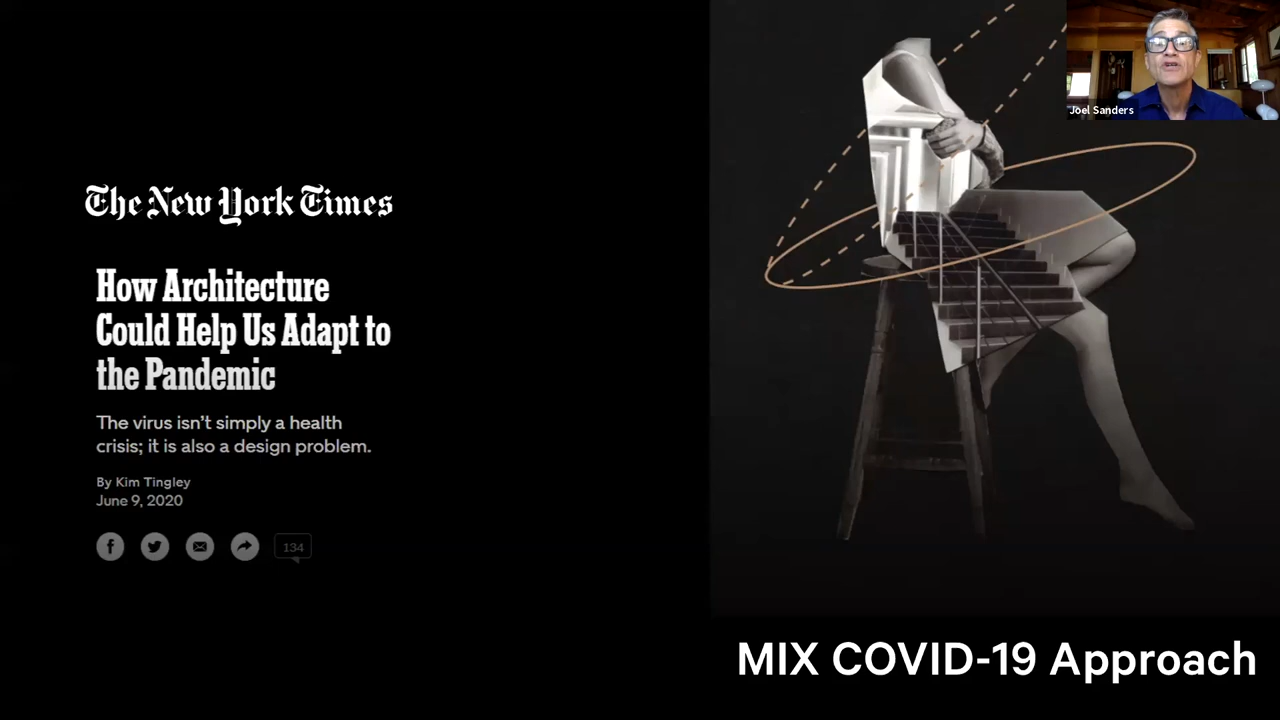 Joel Sanders
The New York Times
How Architecture
Could Help Us Adapt to
the Pandemic
The virus isn’t simply a health
crisis; it is also a design problem.
By Kim Tingley
June 9, 2020
134
MIX COVID-19 Approach